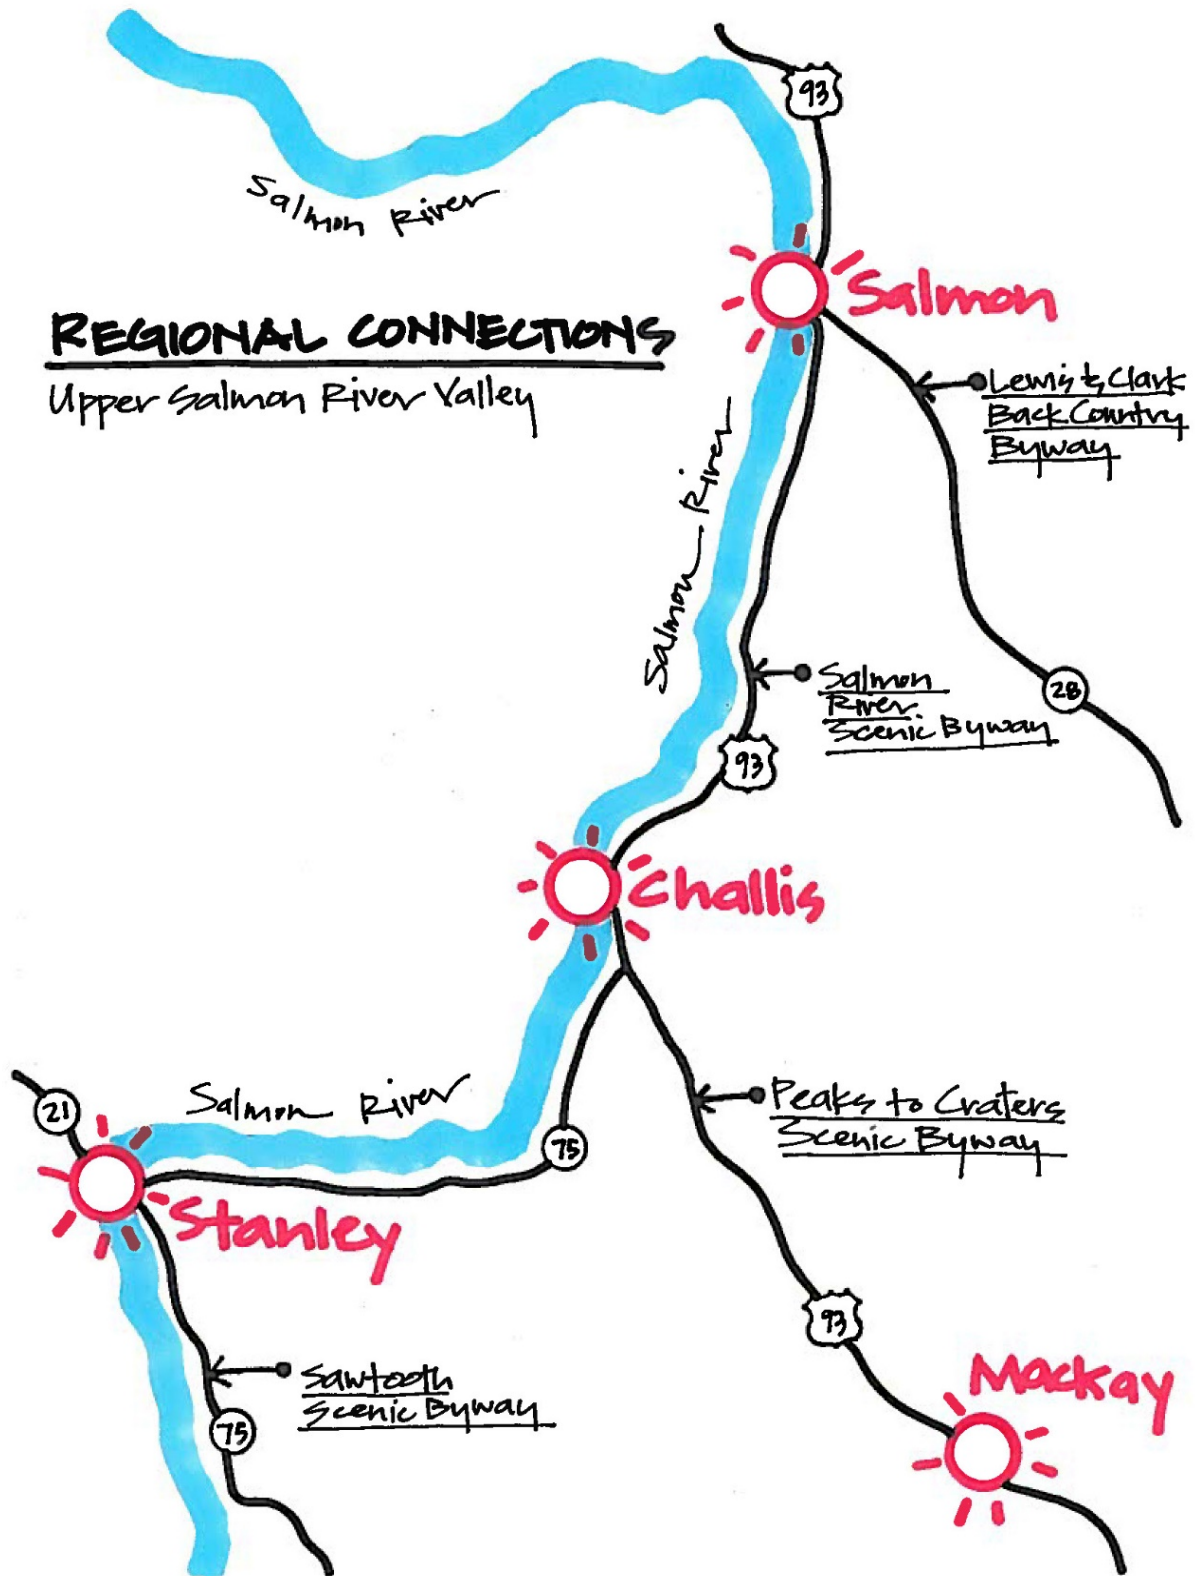 93
Salmon River
Salmon
REGIONAL CONNECTIONS
Upper Salmon River Valley
Lewis & Clark
Back Country
Byway
Salmon River
Salmon
River
Scenic Byway
28
93
Challis
21
Salmon River
75
Peaks to Craters
Scenic Byway
Stanley
93
Sawtooth
Scenic Byway
75
Mackay